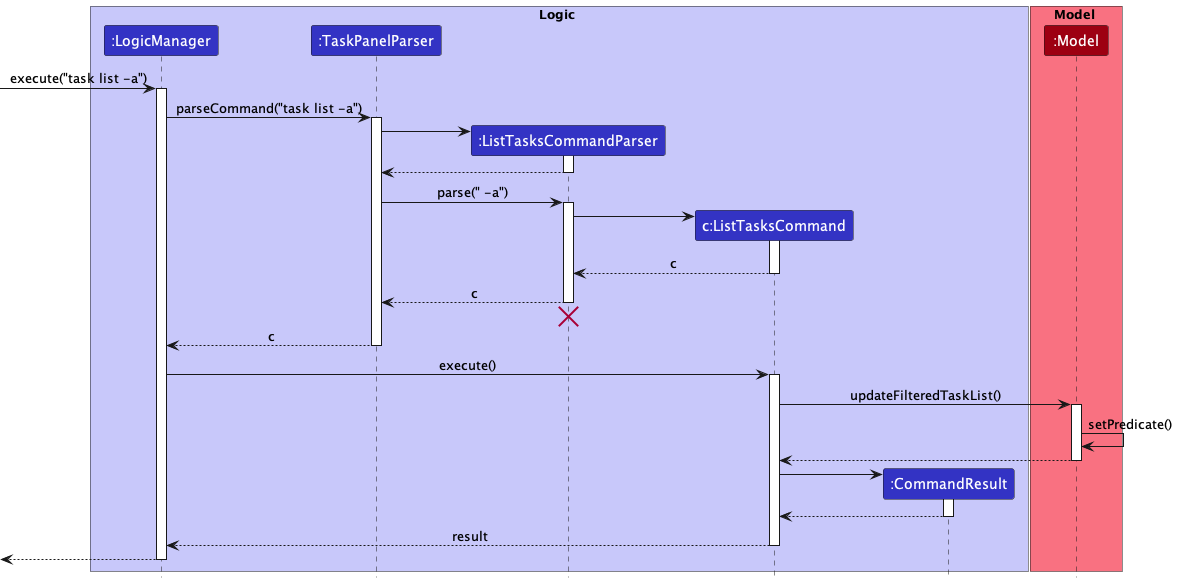 Logic
Model
:LogicManager
:TaskPanelParser
:Model
execute("task list -a")
parseCommand("task list -a")
:ListTasksCommandParser
parse(" -a")
c:ListTasksCommand
c
c
c
execute()
updateFilteredTaskList()
setPredicate()
:CommandResult
result